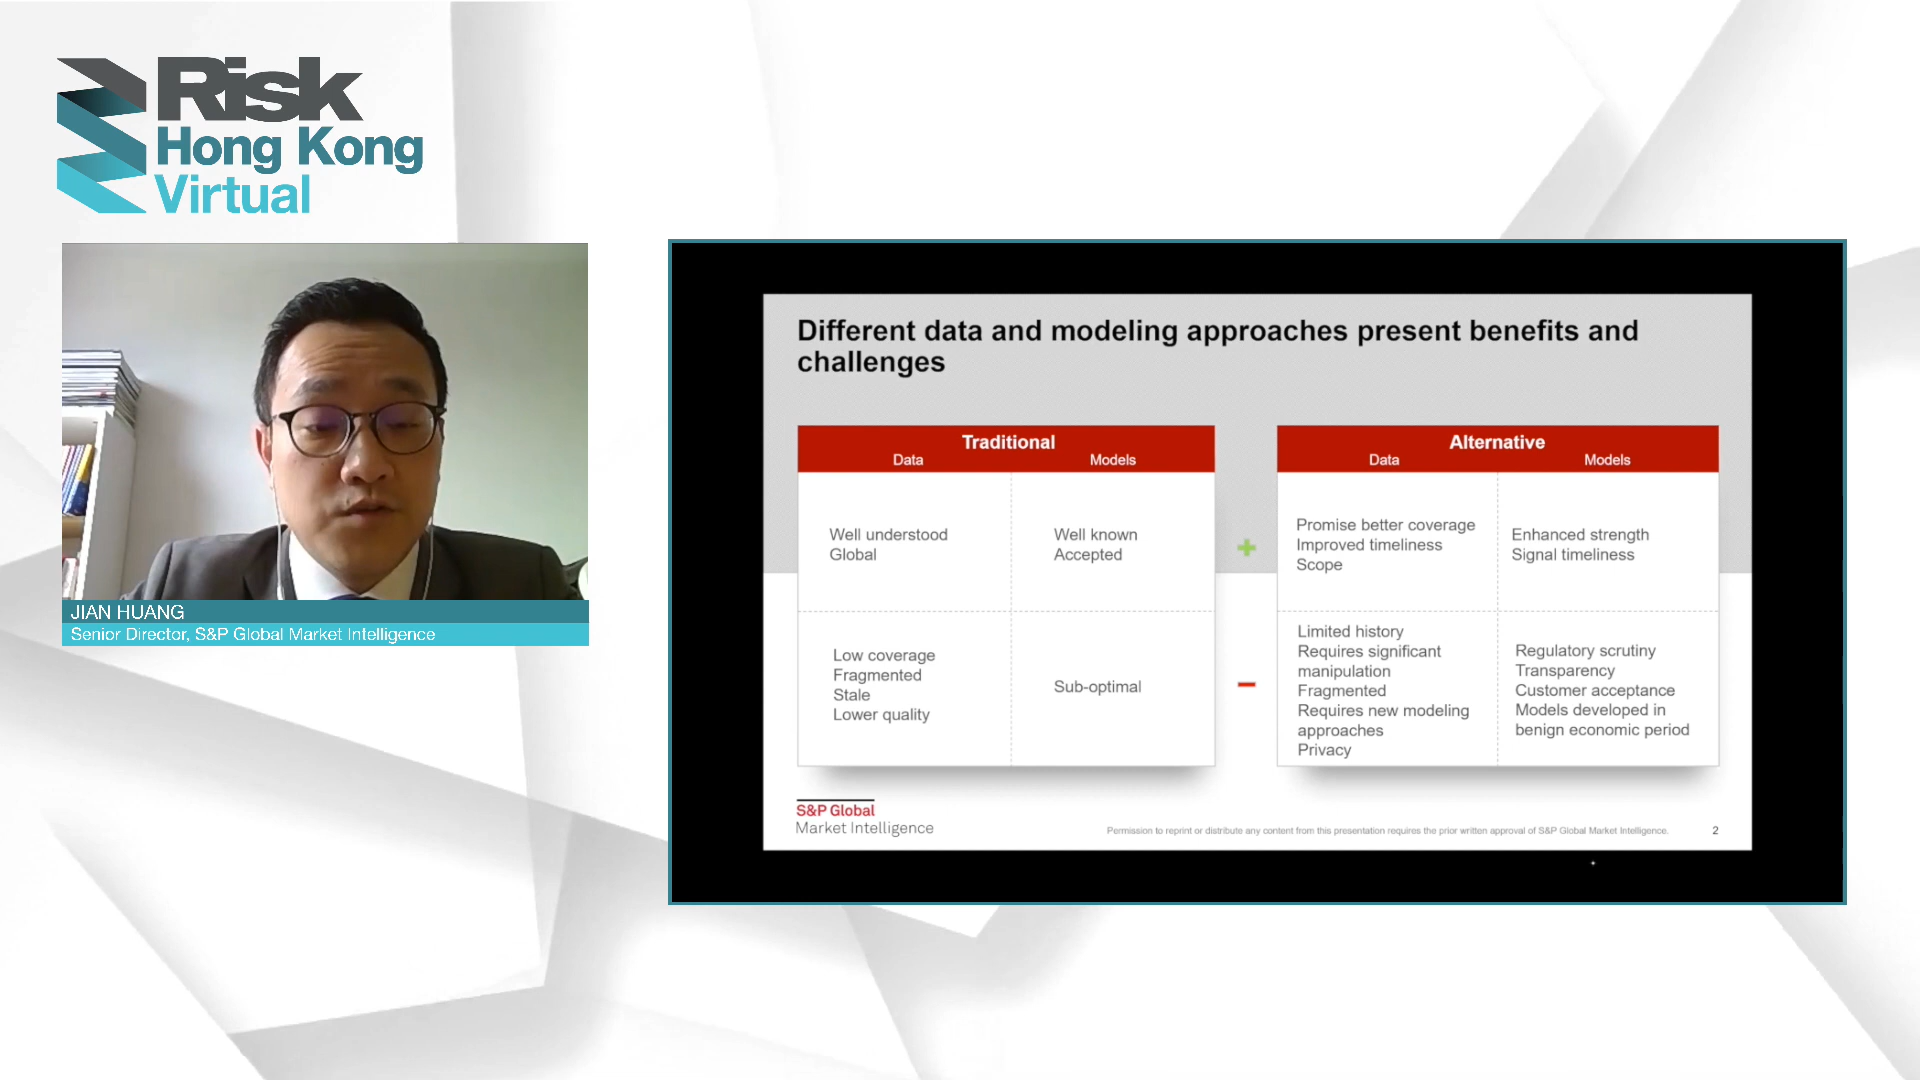 Risk
Hong Kong
Virtual
JIAN HUANG
Senior Director, S&P Global Market Intelligence
Different data and modeling approaches present benefits and
challenges
Traditional
Data
Models
Well understood
Global
Well known
Accepted
Low coverage
Fragmented
Stale
Lower quality
Sub-optimal
Alternative
Data
Models
Promise better coverage
Improved timeliness
Scope
Enhanced strength
Signal timeliness
Limited history
Requires significant
manipulation
Fragmented
Requires new modeling
approaches
Privacy
Regulatory scrutiny
Transparency
Customer acceptance
Models developed in
benign economic period
S&P Global
Market Intelligence
Permission to reprint or distribute any content from this presentation requires the prior written approval of S&P Global Market Intelligence.
2